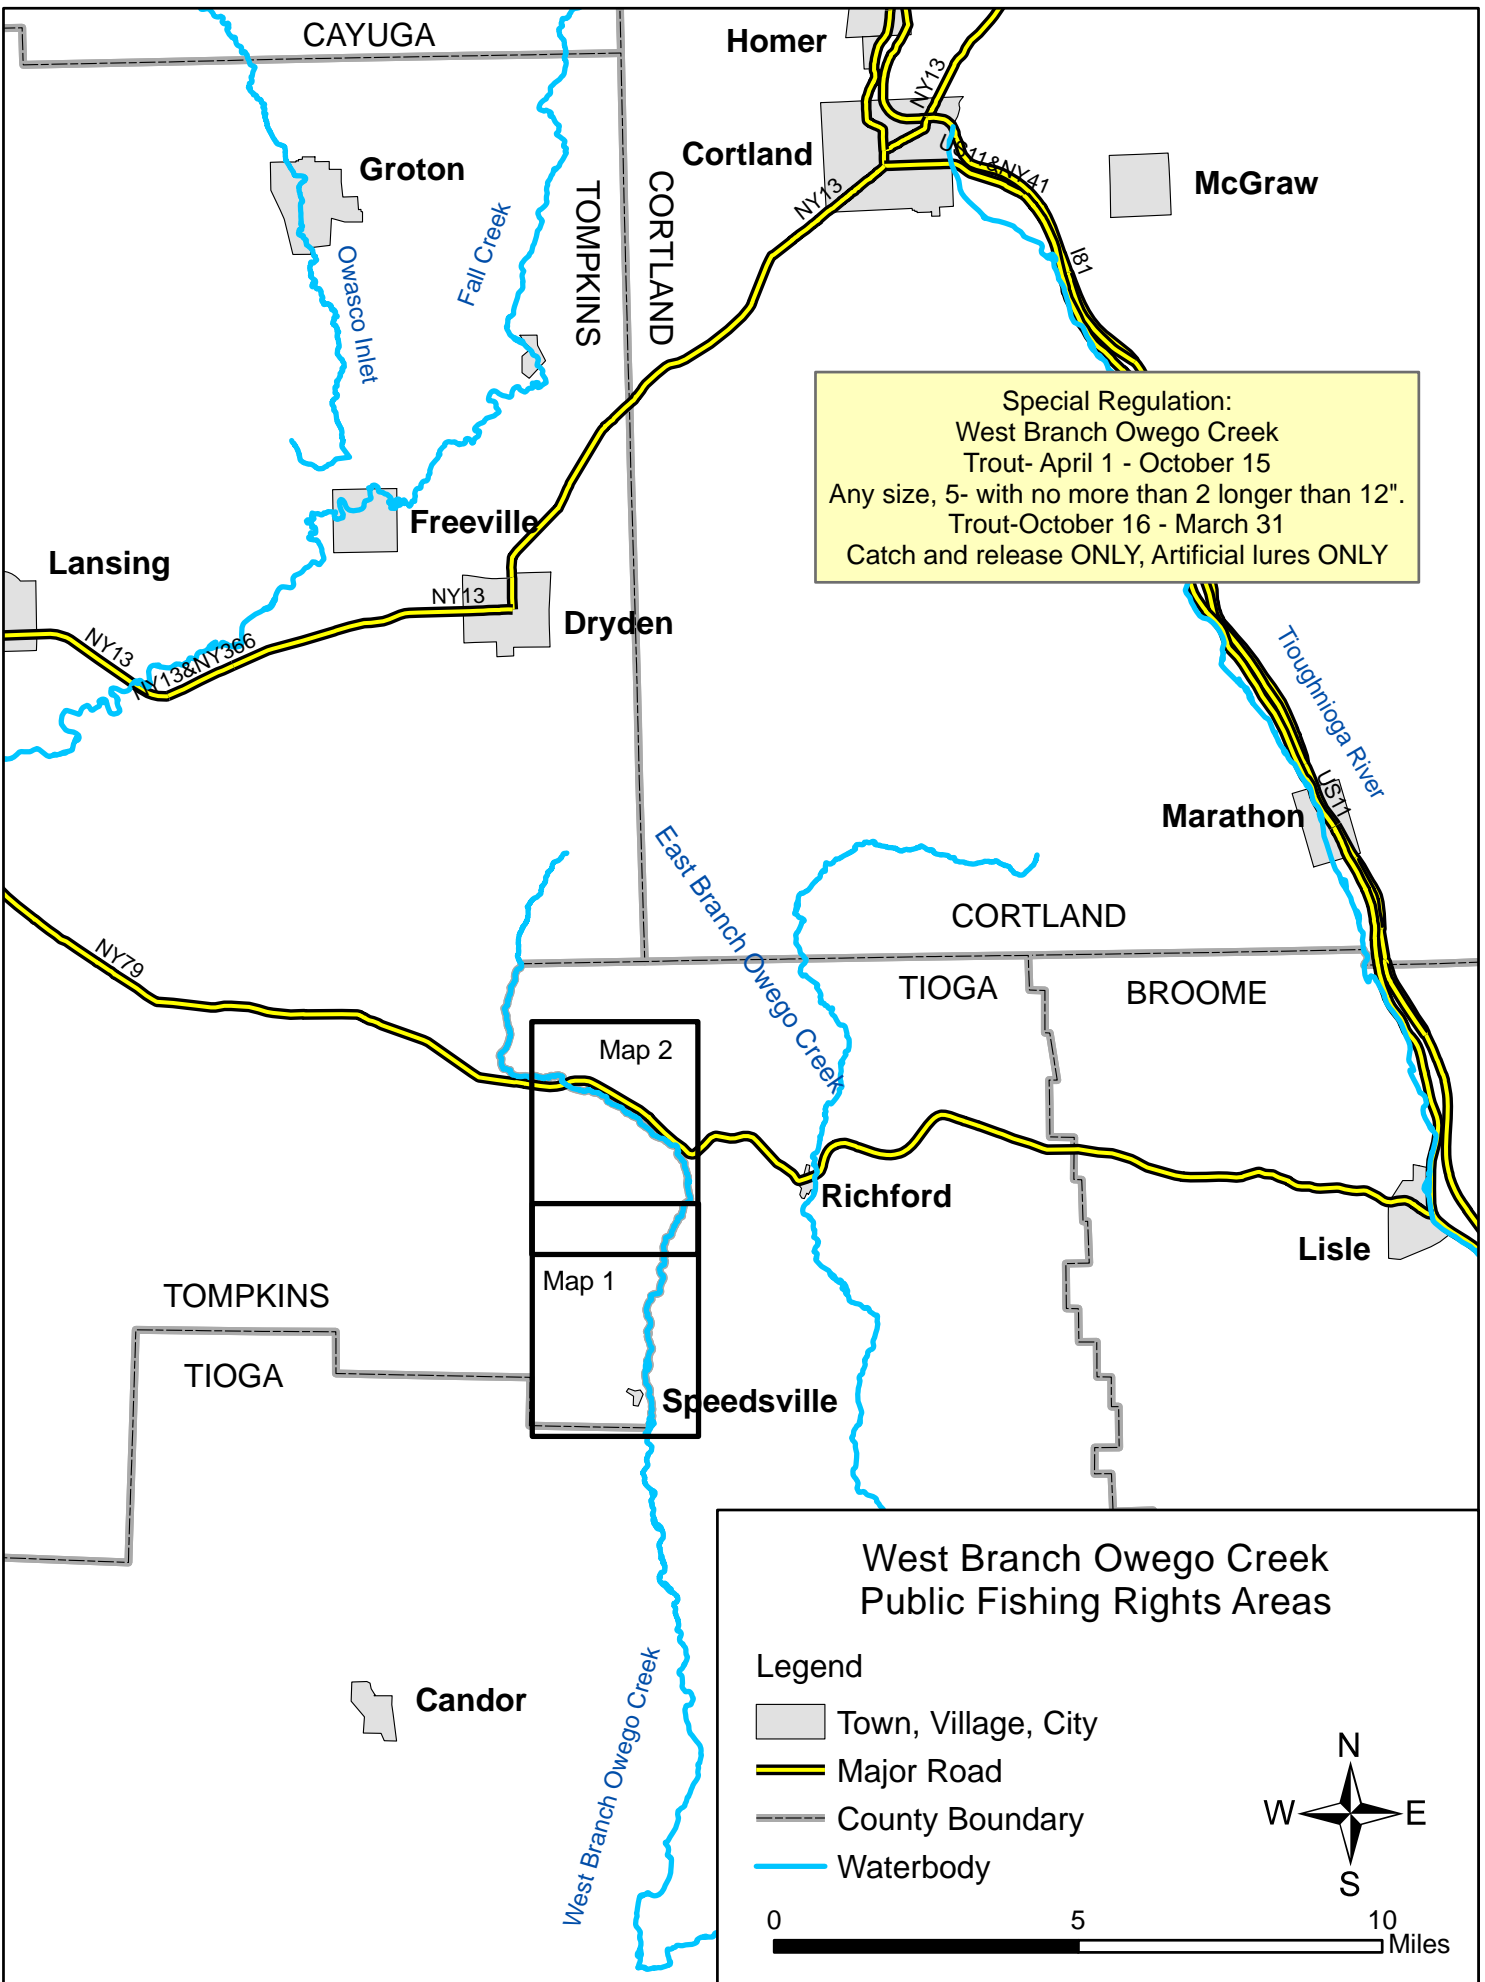 CAYUGA
Homer
NY13
Cortland
US11&NY41
McGraw
Groton
TOMPKINS
CORTLAND
NY13
Fall Creek
Owasco Inlet
I81
Special Regulation:
West Branch Owego Creek
Trout- April 1 - October 15
Any size, 5- with no more than 2 longer than 12".
Trout-October 16 - March 31
Catch and release ONLY, Artificial lures ONLY
Freeville
Lansing
NY13
Dryden
NY13
NY13&NY366
Tioughnioga River
US11
Marathon
East Branch Owego Creek
CORTLAND
NY79
TIOGA
BROOME
Map 2
Richford
Lisle
Map 1
TOMPKINS
TIOGA
Speedsville
West Branch Owego Creek
Public Fishing Rights Areas
Legend
Town, Village, City
Major Road
County Boundary
Waterbody
N
W
E
S
0
5
10
Miles
Candor
West Branch Owego Creek